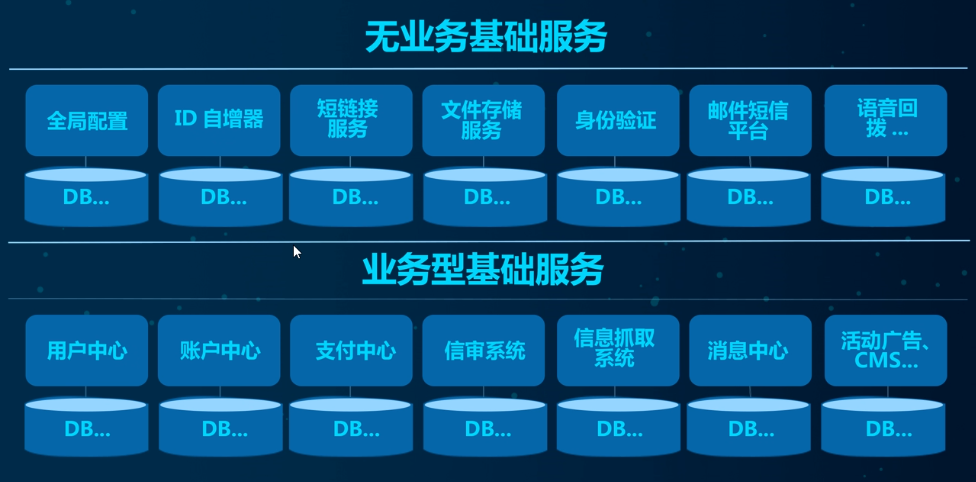 无业务基础服务
全局配置
ID 自增器
短链接
服务
文件存储
服务
身份验证
邮件短信
平台
语音回
拨 ...
DB...
DB...
DB...
DB...
DB...
DB...
DB...
业务型基础服务
用户中心
账户中心
支付中心
信审系统
信息抓取
系统
消息中心
活动广告、
CMS...
DB...
DB...
DB...
DB...
DB...
DB...
DB...